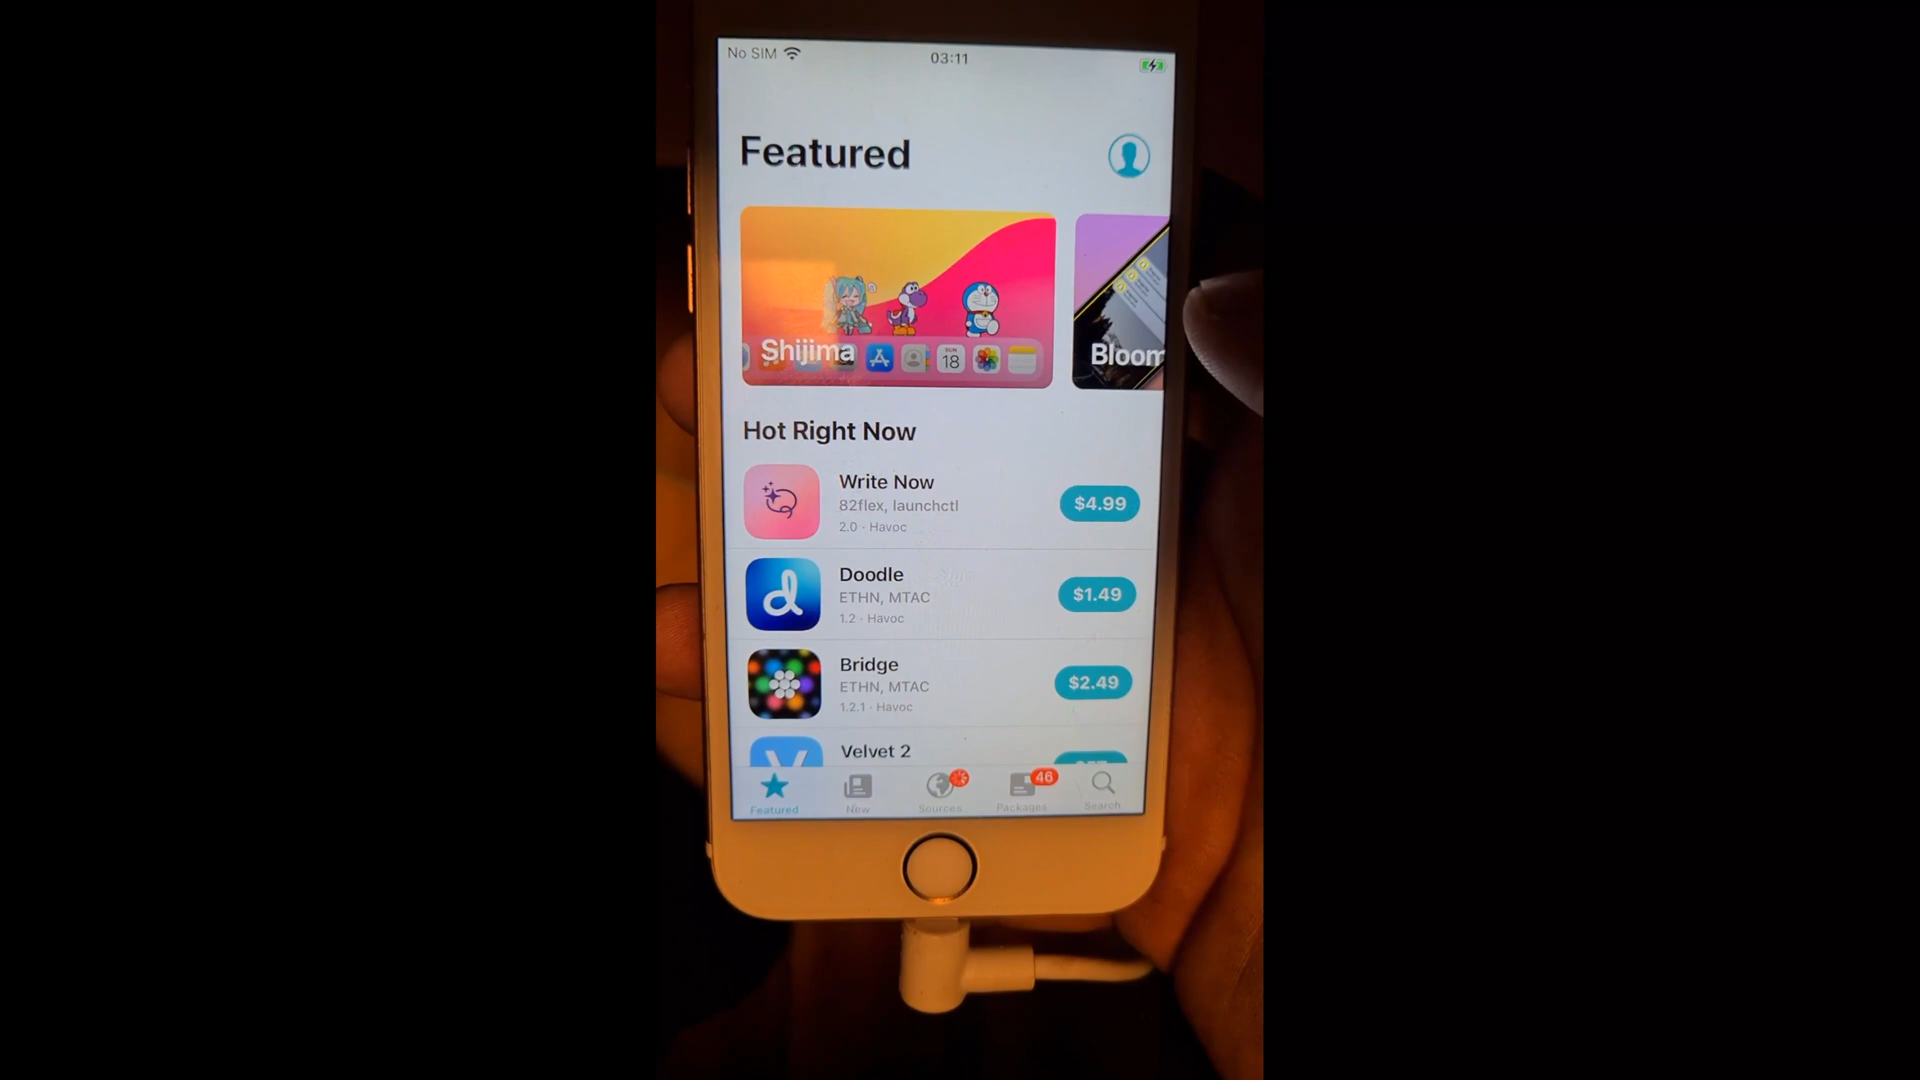 No SIM
03:11
Featured
Shijima
SUN
18
Bloom
Hot Right Now
Write Now
82flex, launchctl
2.0 · Havoc
$4.99
Doodle
ETHN, MTAC
1.2 · Havoc
$1.49
Bridge
ETHN, MTAC
1.2.1 · Havoc
$2.49
Velvet 2
46
Featured
New
Sources
Packages
Search